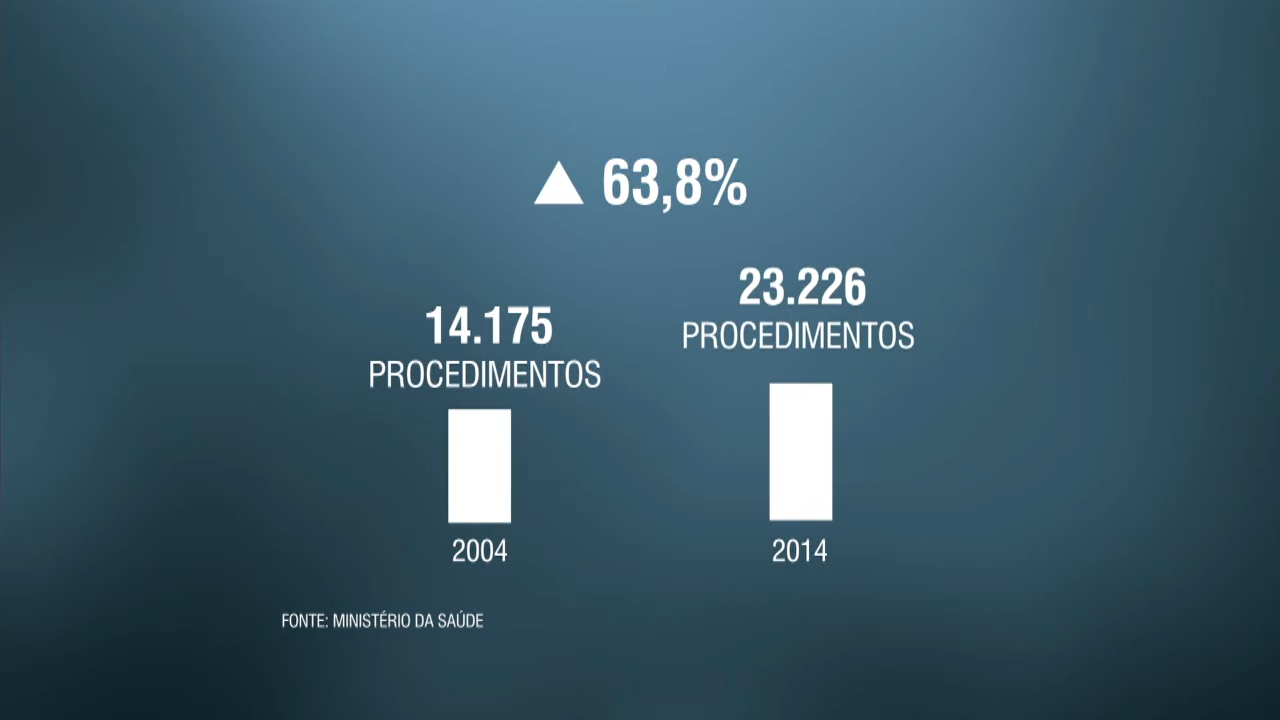 ▲ 63,8%
14.175
PROCEDIMENTOS
23.226
PROCEDIMENTOS
2004
2014
FONTE: MINISTÉRIO DA SAÚDE